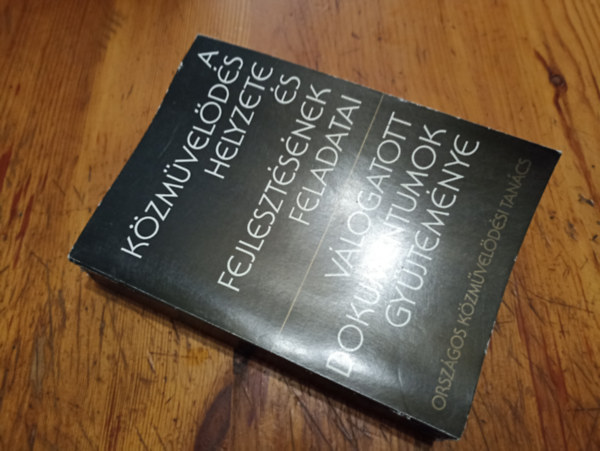 A
KÖZMŰVELŐDÉS
HELYZETE
ÉS
FEJLESZTÉSÉNEK
FELADATAI
VÁLOGATOTT
DOKUMENTUMOK
GYŰJTEMÉNYE
ORSZÁGOS KÖZMŰVELŐDÉSI TANÁCS